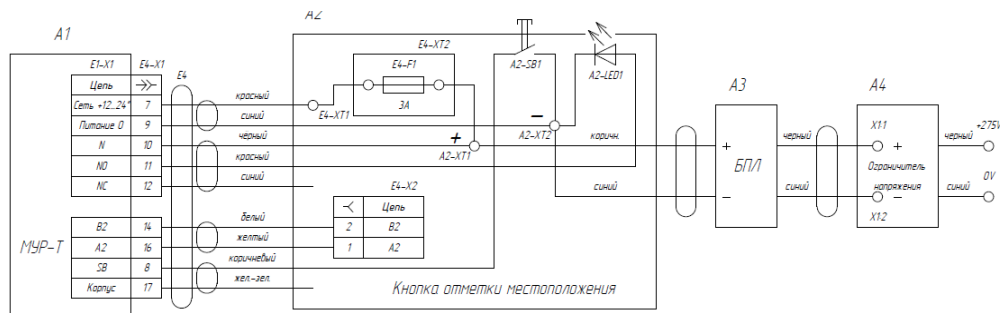 A1
A2
E1-X1
E4-X1
E4
Цепь
Сеть +12...24"
7
Питание 0
9
N
10
NO
11
NC
12
B2
14
A2
16
SB
8
Корпус
17
МУР-Т
красный
синий
черный
красный
синий
белый
желтый
коричневый
жел.-зел.
E4-XT2
E4-F1
3A
E4-XT1
+
A2-XT1
A2-SB1
A2-LED1
−
A2-XT2
E4-X2
Цепь
2
B2
1
A2
Кнопка отметки местоположения
коричн.
синий
A3
+
БПЛ
−
черный
синий
A4
X1:1
+
Ограничитель
напряжения
−
X1:2
черный
+275V
синий
0V